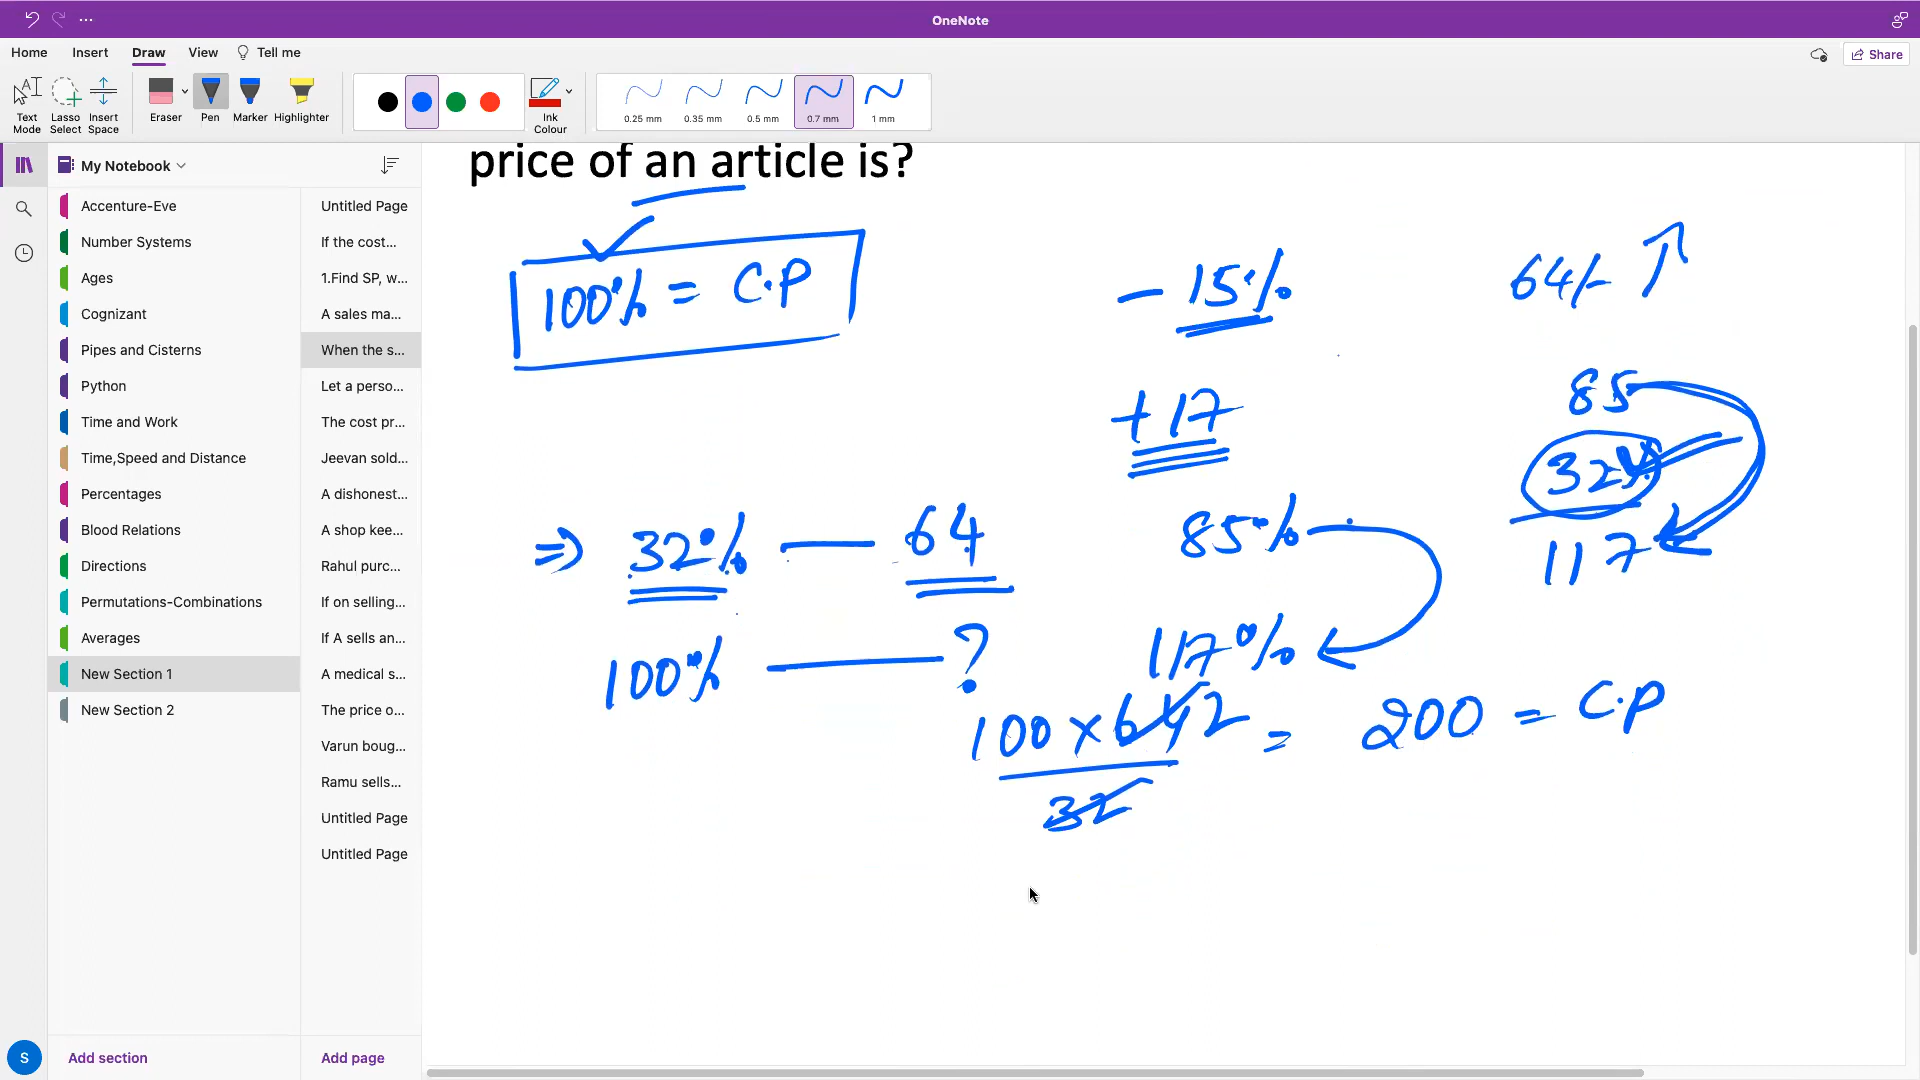 OneNote
Home Insert Draw View Tell me
Share
Text Mode
Lasso Select
Insert Space
Eraser
Pen
Marker
Highlighter
Ink Colour
0.25 mm
0.35 mm
0.5 mm
0.7 mm
1 mm
My Notebook
Accenture-Eve
Number Systems
Ages
Cognizant
Pipes and Cisterns
Python
Time and Work
Time,Speed and Distance
Percentages
Blood Relations
Directions
Permutations-Combinations
Averages
New Section 1
New Section 2
Add section
Untitled Page
If the cost...
1.Find SP, w...
A sales ma...
When the s...
Let a perso...
The cost pr...
Jeevan sold...
A dishonest...
A shop kee...
Rahul purc...
If on selling...
If A sells an...
A medical s...
The price o...
Varun boug...
Ramu sells...
Untitled Page
Untitled Page
Add page
S
price of an article is?
100% = C.P
- 15%
64/-
+17
85
32%
117
⇒ 32% — 64
85%
100% — ?
117%
100 x 64 2 = 200 = C.P
32